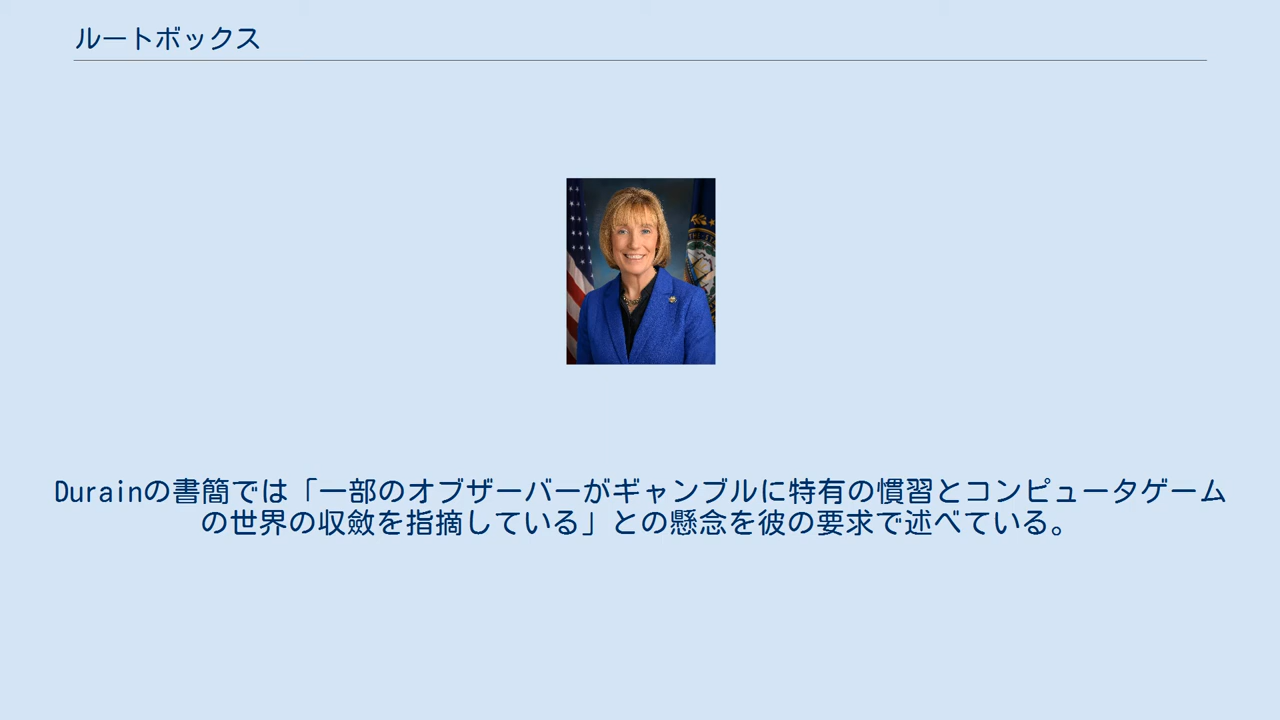 ルートボックス
Durainの書簡では「一部のオブザーバーがギャンブルに特有の慣習とコンピュータゲーム
の世界の収斂を指摘している」との懸念を彼の要求で述べている。